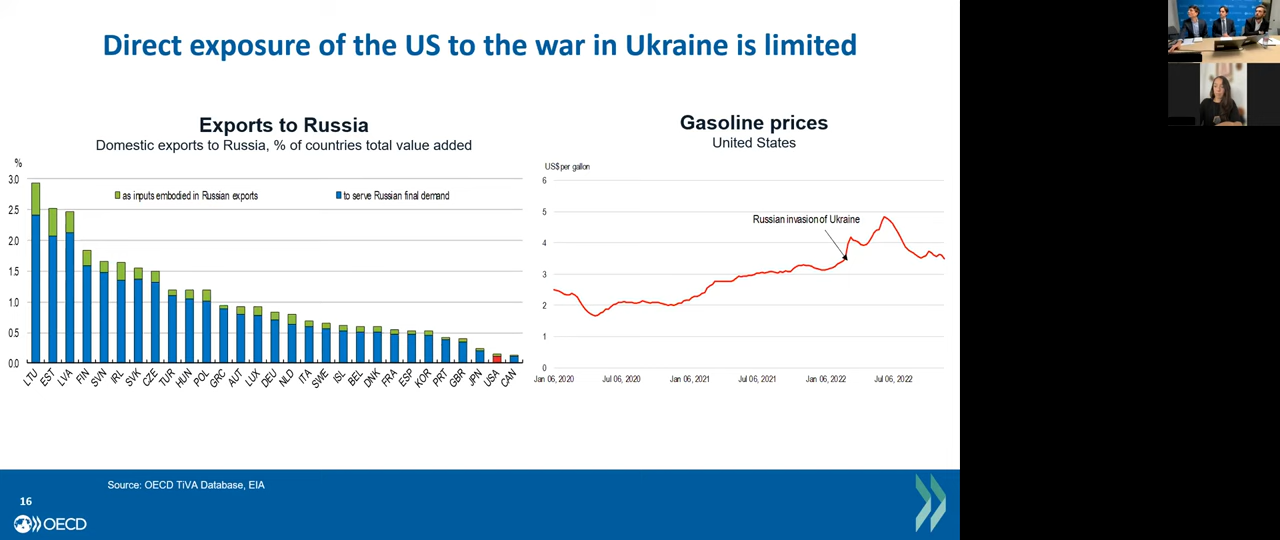 Direct exposure of the US to the war in Ukraine is limited
Exports to Russia
Domestic exports to Russia, % of countries total value added
%
3.0
2.5
2.0
1.5
1.0
0.5
0.0
as inputs embodied in Russian exports
to serve Russian final demand
LTU
EST
LVA
FIN
SVN
IRL
SVK
CZE
TUR
HUN
POL
GRC
AUT
LUX
DEU
NLD
ITA
SWE
ISL
BEL
DNK
FRA
ESP
KOR
PRT
GBR
JPN
USA
CAN
Gasoline prices
United States
US$ per gallon
6
5
4
3
2
1
0
Russian invasion of Ukraine
Jan 06, 2020
Jul 06, 2020
Jan 06, 2021
Jul 06, 2021
Jan 06, 2022
Jul 06, 2022
Source: OECD TiVA Database, EIA
16
OECD